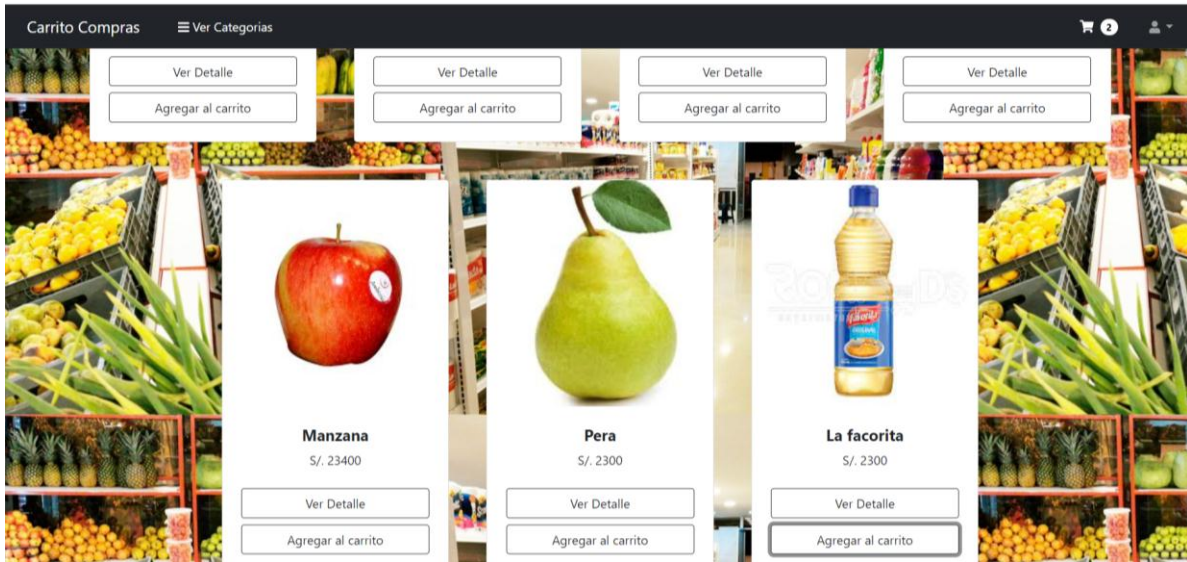 Carrito Compras
Ver Categorias
2
Ver Detalle
Ver Detalle
Ver Detalle
Ver Detalle
Agregar al carrito
Agregar al carrito
Agregar al carrito
Agregar al carrito
Manzana
Pera
La facorita
S/. 23400
S/. 2300
S/. 2300
Ver Detalle
Ver Detalle
Ver Detalle
Agregar al carrito
Agregar al carrito
Agregar al carrito